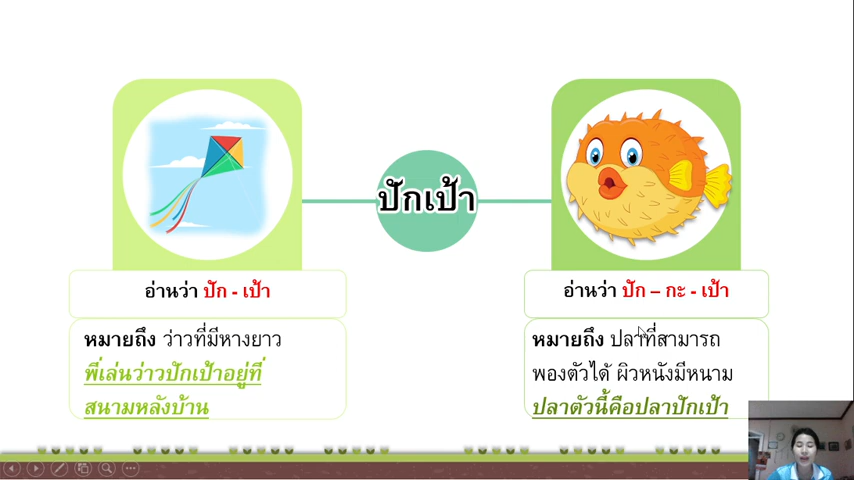 ปักเป้า
อ่านว่า ปัก - เป้า
หมายถึง ว่าวที่มีหางยาว
พี่เล่นว่าวปักเป้าอยู่ที่
สนามหลังบ้าน
อ่านว่า ปัก – กะ - เป้า
หมายถึง ปลาที่สามารถ
พองตัวได้ ผิวหนังมีหนาม
ปลาตัวนี้คือปลาปักเป้า